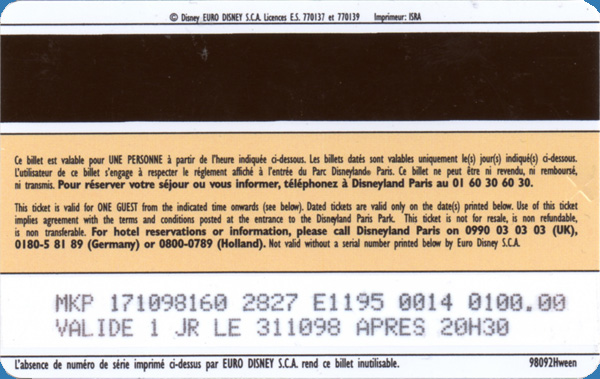 © Disney EURO DISNEY S.C.A. Licences E.S. 770137 et 770139 Imprimeur: ISRA
Ce billet est valable pour UNE PERSONNE à partir de l'heure indiquée ci-dessous. Les billets datés sont valables uniquement le(s) jour(s) indiqué(s) ci-dessous.
L'utilisateur de ce billet s'engage à respecter le réglement affiché à l'entrée du Parc Disneyland® Paris. Ce billet ne peut être ni revendu, ni remboursé,
ni transmis. Pour réserver votre séjour ou vous informer, téléphonez à Disneyland Paris au 01 60 30 60 30.
This ticket is valid for ONE GUEST from the indicated time onwards (see below). Dated tickets are valid only on the date(s) printed below. Use of this ticket
implies agreement with the terms and conditions posted at the entrance to the Disneyland Paris Park. This ticket is not for resale, is non refundable,
is non transferable. For hotel reservations or information, please call Disneyland Paris on 0990 03 03 03 (UK),
0180-5 81 89 (Germany) or 0800-0789 (Holland). Not valid without a serial number printed below by Euro Disney S.C.A.
MKP 171098160 2827 E1195 0014 0100.00
VALIDE 1 JR LE 311098 APRES 20H30
L'absence de numéro de série imprimé ci-dessus par EURO DISNEY S.C.A. rend ce billet inutilisable. 98092Hween